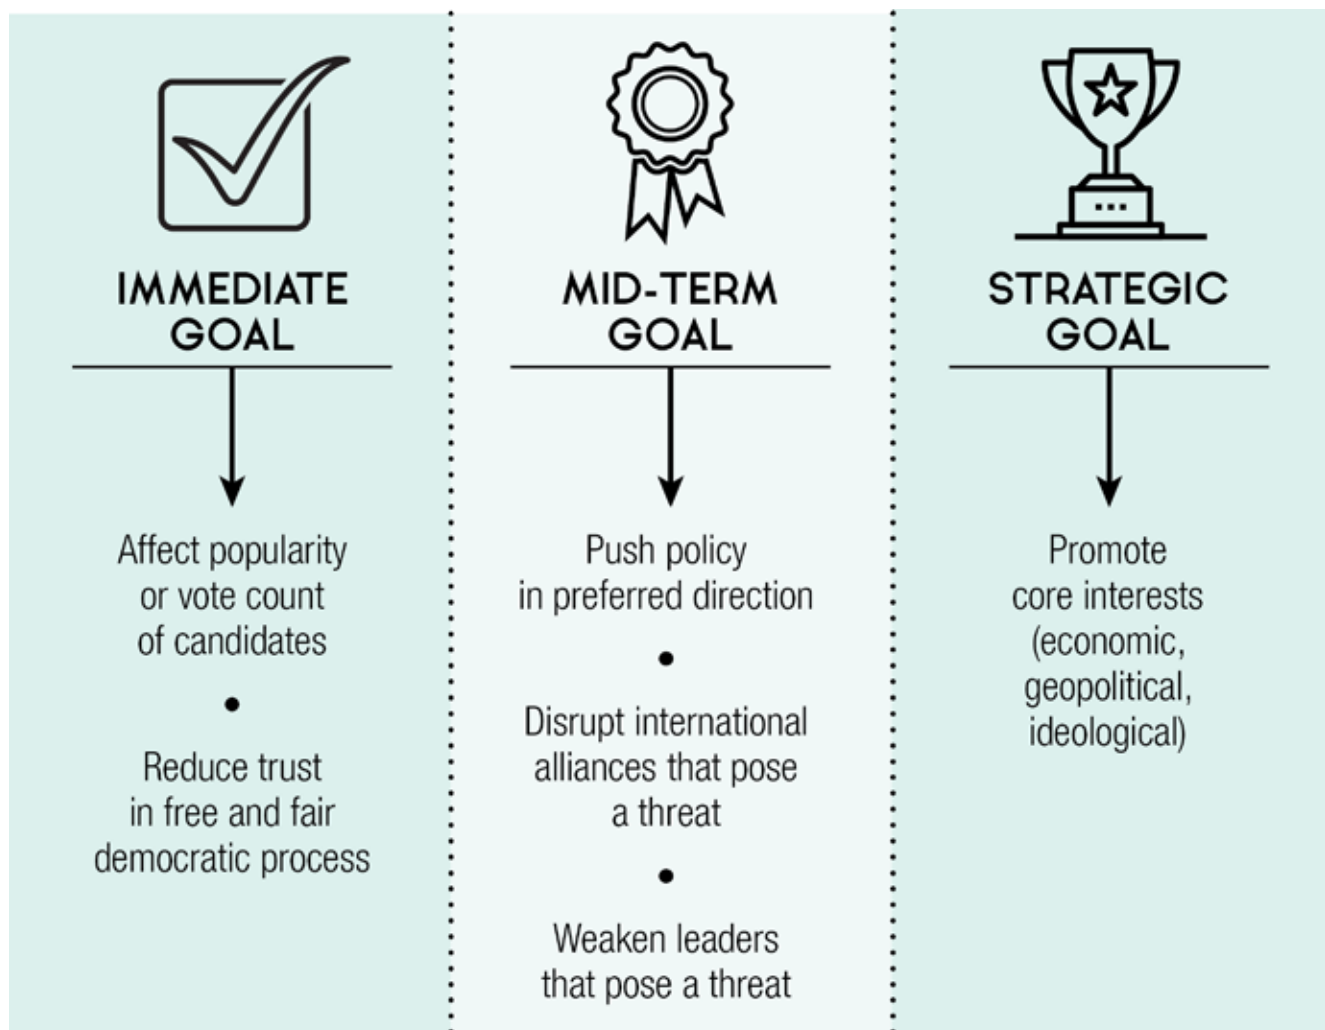 IMMEDIATE
GOAL
Affect popularity
or vote count
of candidates
•
Reduce trust
in free and fair
democratic process
MID-TERM
GOAL
Push policy
in preferred direction
•
Disrupt international
alliances that pose
a threat
•
Weaken leaders
that pose a threat
STRATEGIC
GOAL
Promote
core interests
(economic,
geopolitical,
ideological)